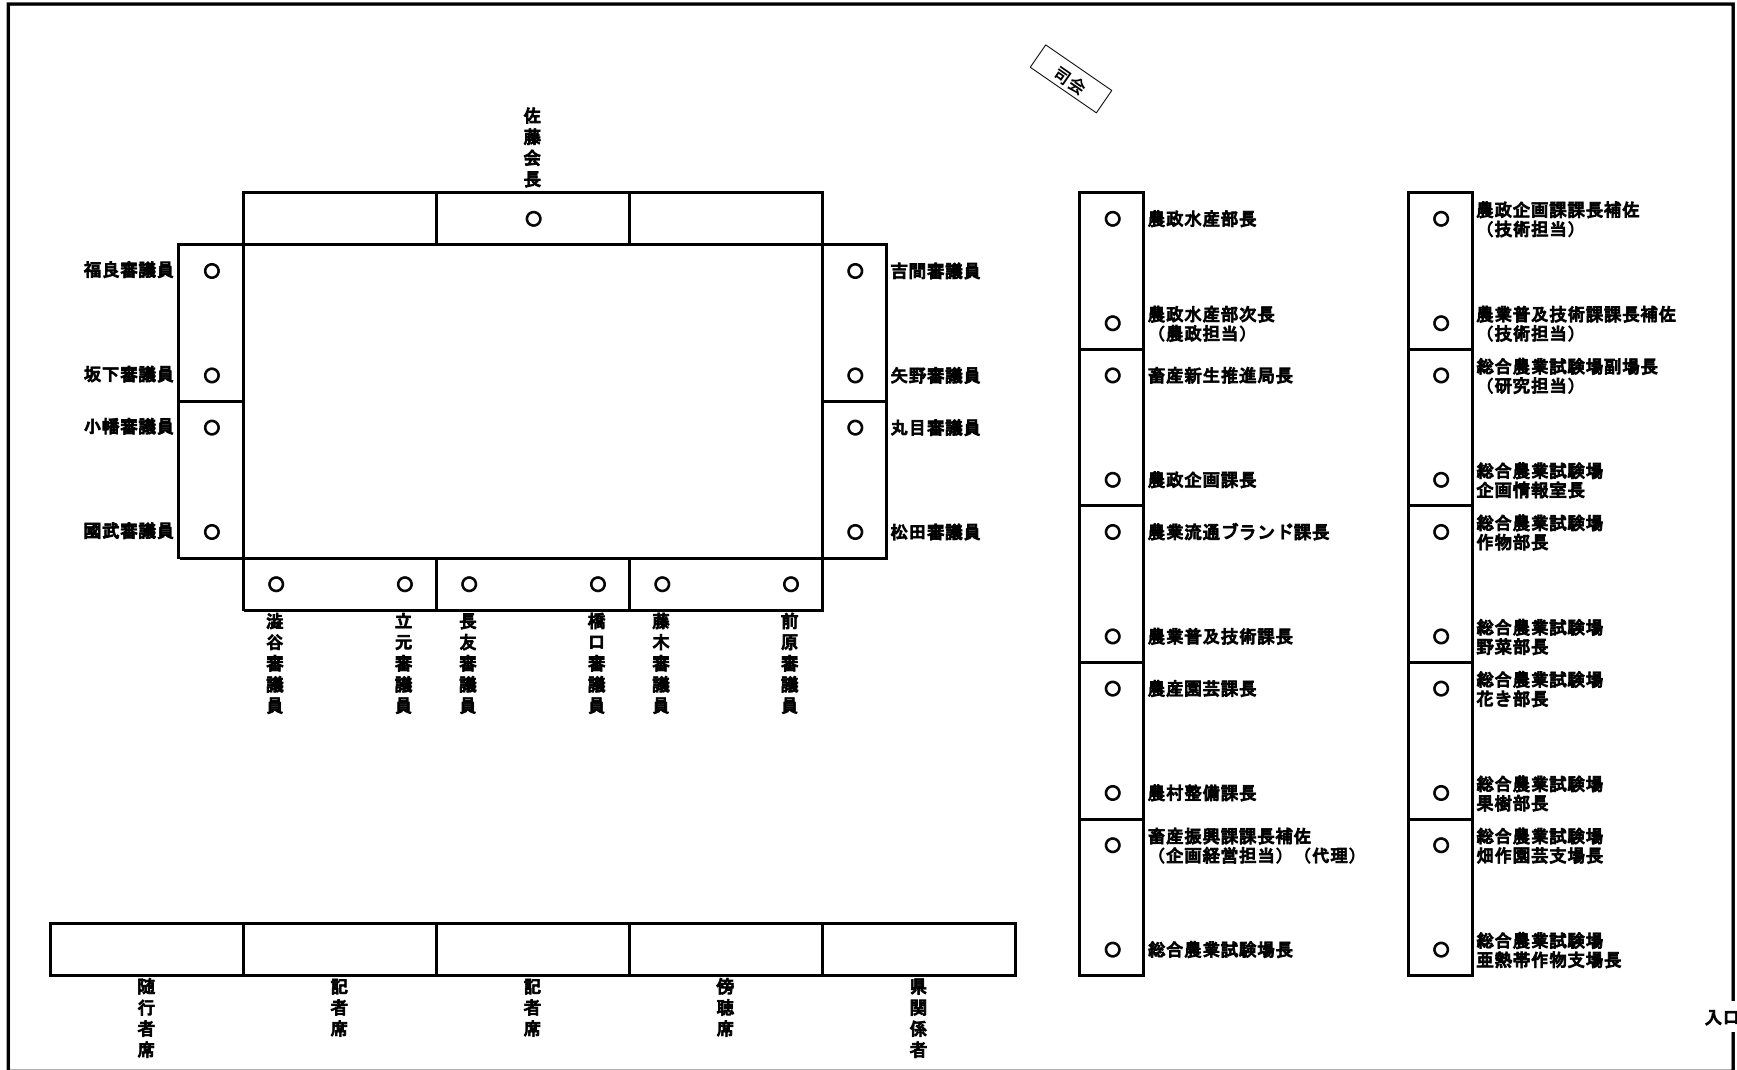 司会
佐藤会長
福良審議員
坂下審議員
小幡審議員
國武審議員
吉間審議員
矢野審議員
丸目審議員
松田審議員
澁谷審議員
立元審議員
長友審議員
橋口審議員
藤木審議員
前原審議員
農政水産部長
農政水産部次長
（農政担当）
畜産新生推進局長
農政企画課長
農業流通ブランド課長
農業普及技術課長
農産園芸課長
農村整備課長
畜産振興課課長補佐
（企画経営担当）（代理）
総合農業試験場長
農政企画課課長補佐
（技術担当）
農業普及技術課課長補佐
（技術担当）
総合農業試験場副場長
（研究担当）
総合農業試験場
企画情報室長
総合農業試験場
作物部長
総合農業試験場
野菜部長
総合農業試験場
花き部長
総合農業試験場
果樹部長
総合農業試験場
畑作園芸支場長
総合農業試験場
亜熱帯作物支場長
随行者席
記者席
記者席
傍聴席
県関係者
入口